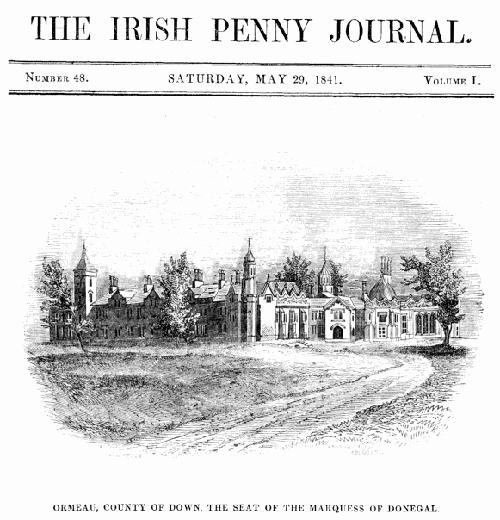 THE IRISH PENNY JOURNAL.
NUMBER 48. SATURDAY, MAY 29, 1841. VOLUME I.
ORMEAU, COUNTY OF DOWN, THE SEAT OF THE MARQUESS OF DONEGAL.